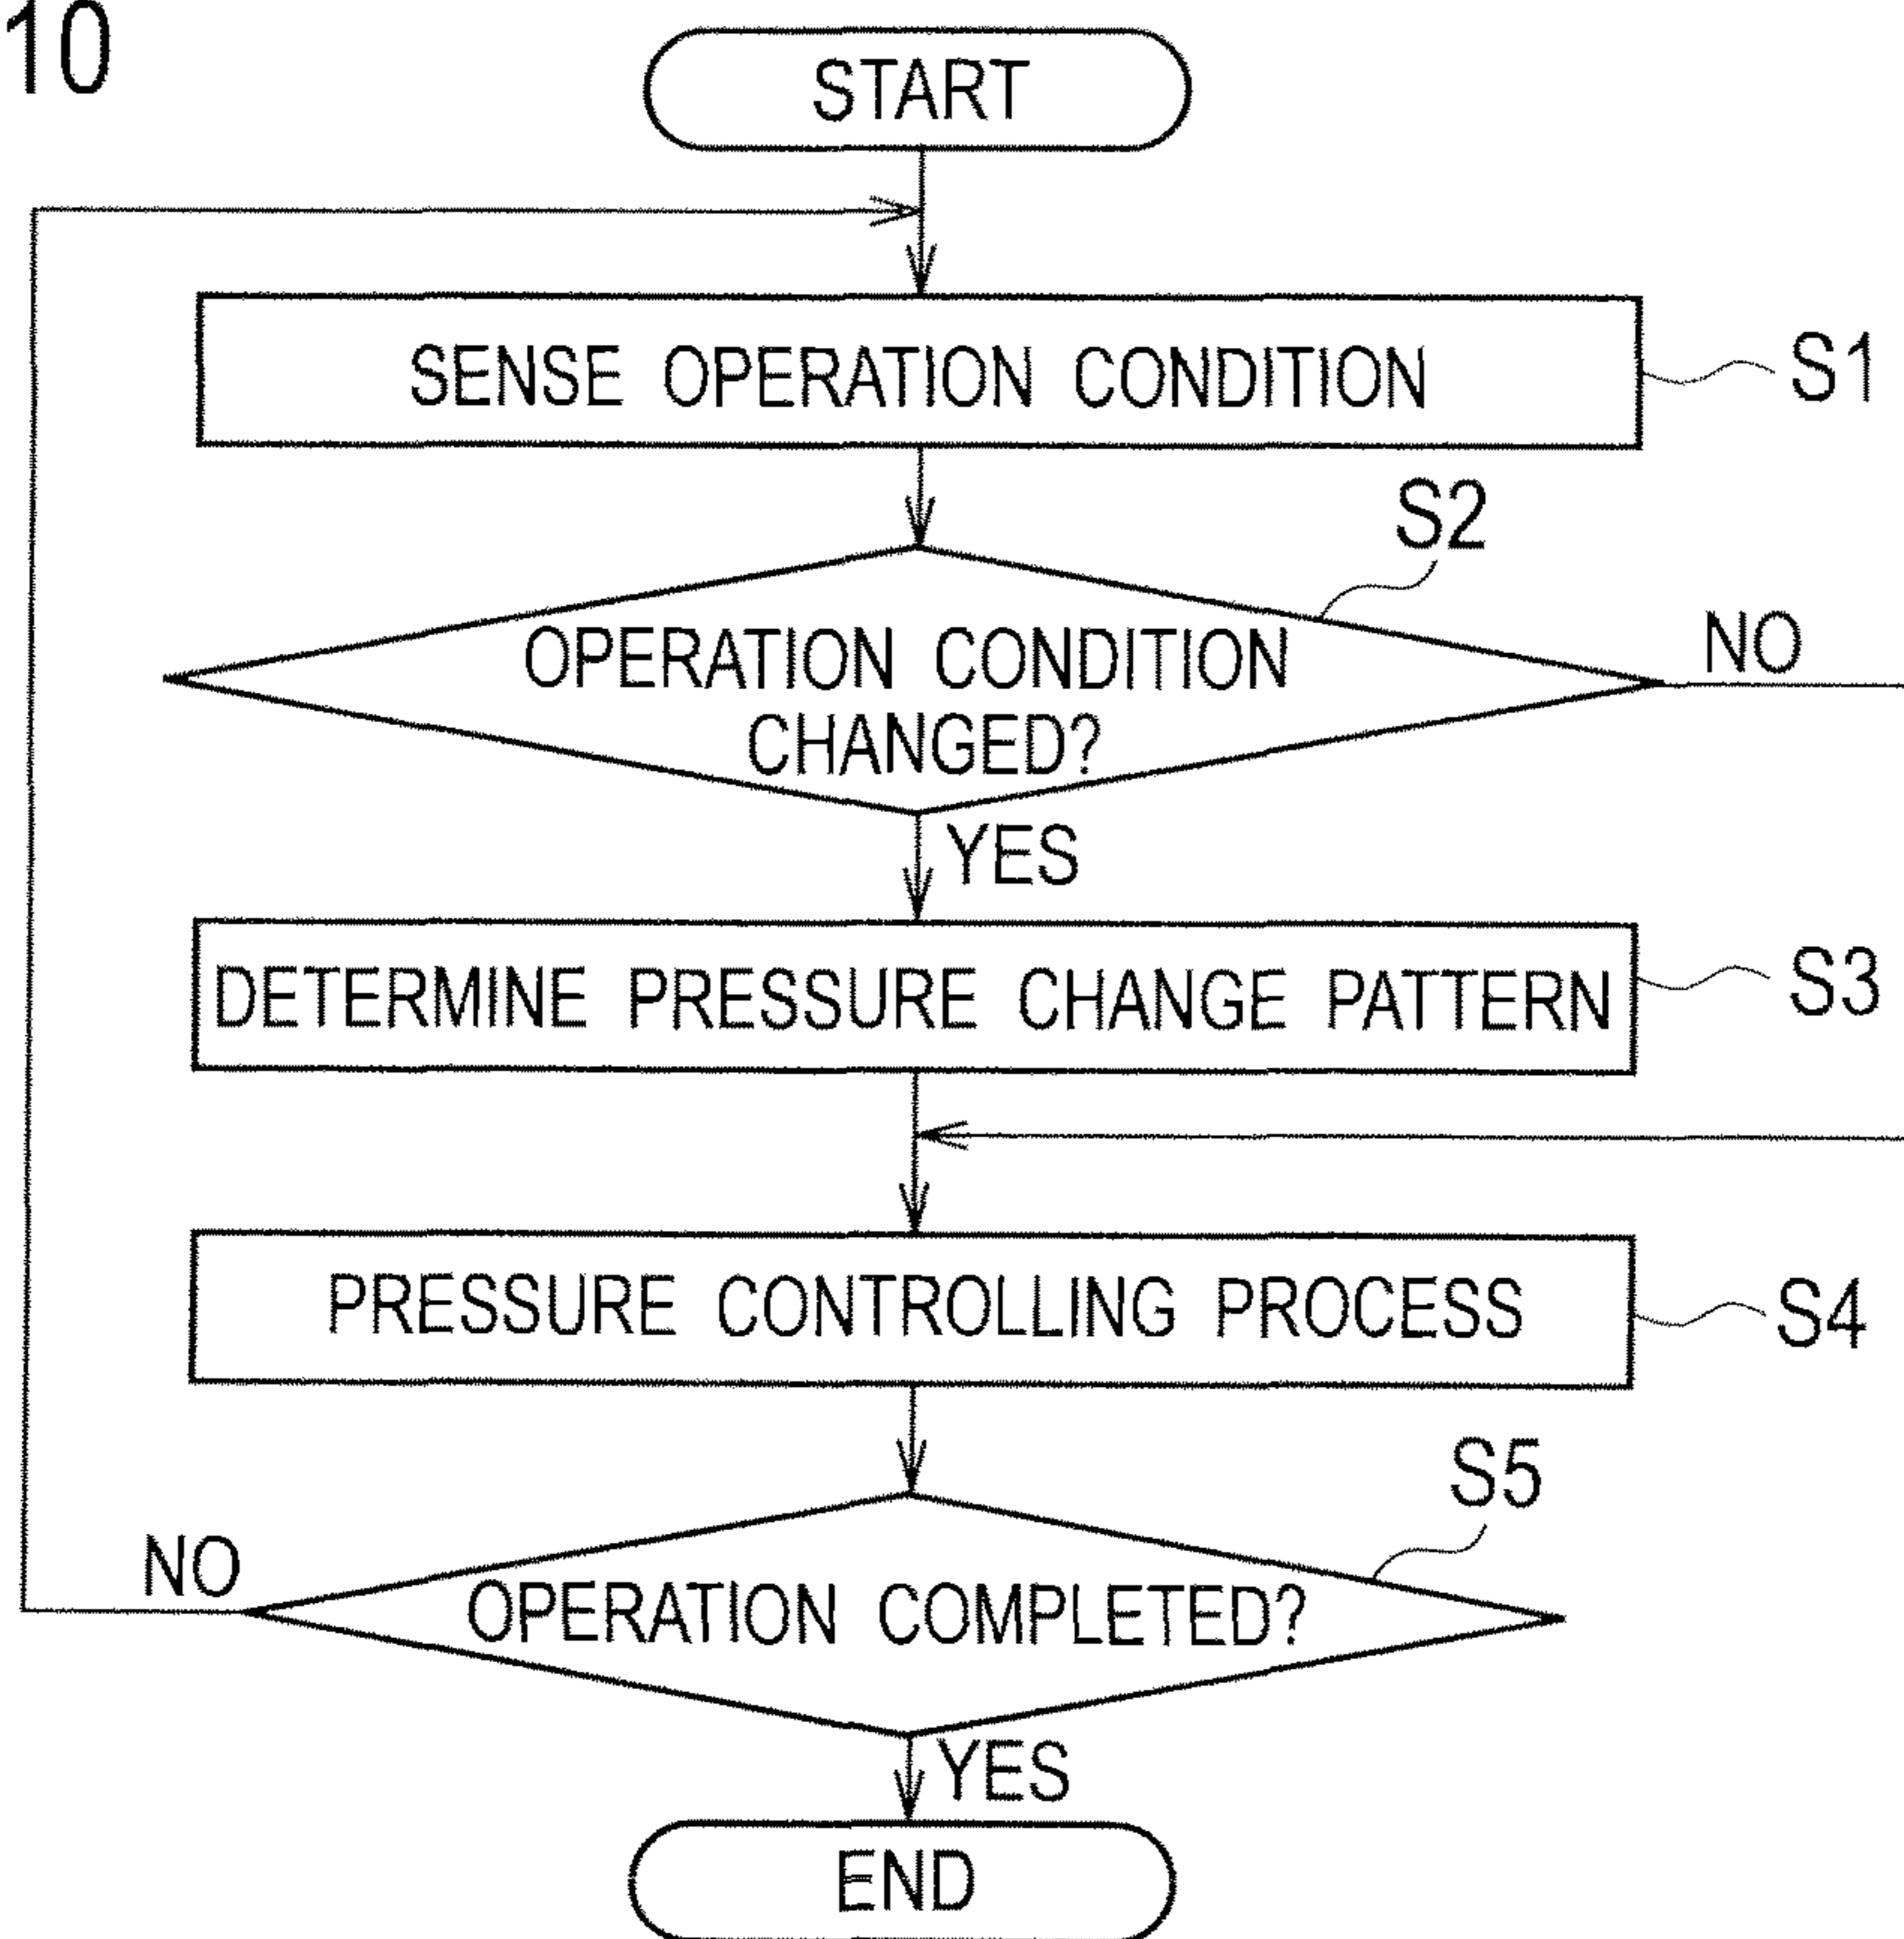 10
START
SENSE OPERATION CONDITION
S1
S2
OPERATION CONDITION
CHANGED?
NO
YES
DETERMINE PRESSURE CHANGE PATTERN
S3
PRESSURE CONTROLLING PROCESS
S4
S5
NO
OPERATION COMPLETED?
YES
END